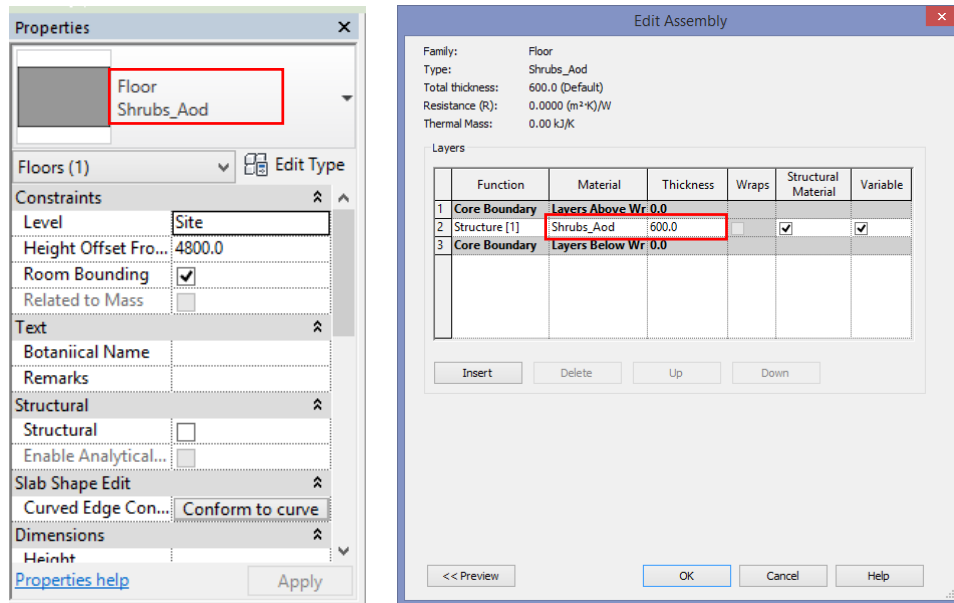 Properties
Floor
Shrubs_Aod
Floors (1)
Edit Type
Constraints
Level Site
Height Offset Fro... 4800.0
Room Bounding
Related to Mass
Text
Botaniical Name
Remarks
Structural
Structural
Enable Analytical...
Slab Shape Edit
Curved Edge Con... Conform to curve
Dimensions
Height
Properties help Apply
Edit Assembly
Family: Floor
Type: Shrubs_Aod
Total thickness: 600.0 (Default)
Resistance (R): 0.0000 (m²·K)/W
Thermal Mass: 0.00 kJ/K
Layers
Function Material Thickness Wraps Structural Material Variable
1 Core Boundary Layers Above Wr 0.0
2 Structure [1] Shrubs_Aod 600.0
3 Core Boundary Layers Below Wr 0.0
Insert Delete Up Down
<< Preview OK Cancel Help